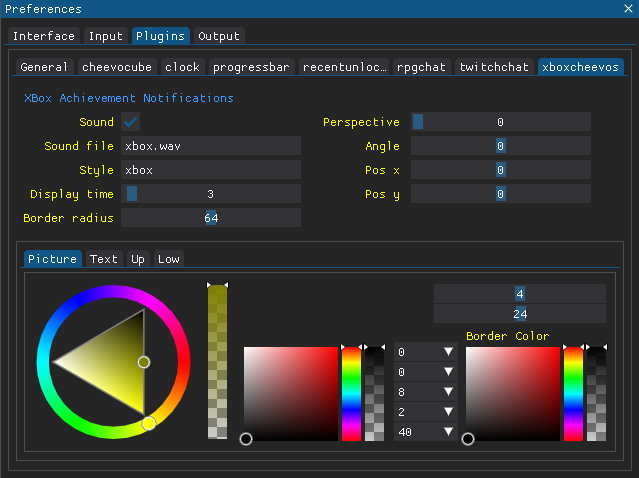 Preferences
Interface Input Plugins Output
General cheevocube clock progressbar recentunloc… rpgchat twitchchat xboxcheevos
XBox Achievement Notifications
Sound
Sound file xbox.wav
Style xbox
Display time 3
Border radius 64
Perspective 0
Angle 0
Pos x 0
Pos y 0
Picture Text Up Low
4
24
Border Color
0
0
8
2
40